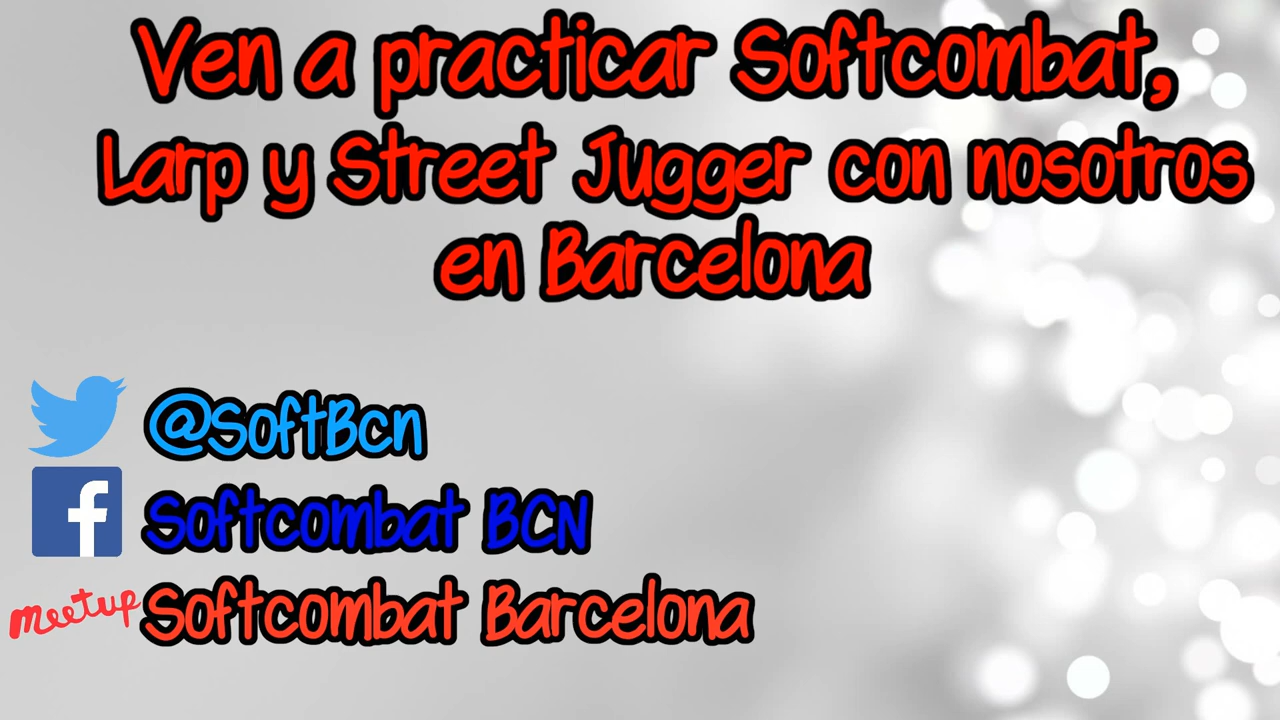 Ven a practicar Softcombat,
Larp y Street Jugger con nosotros
en Barcelona
@SoftBcn
f Softcombat BCN
meetup Softcombat Barcelona